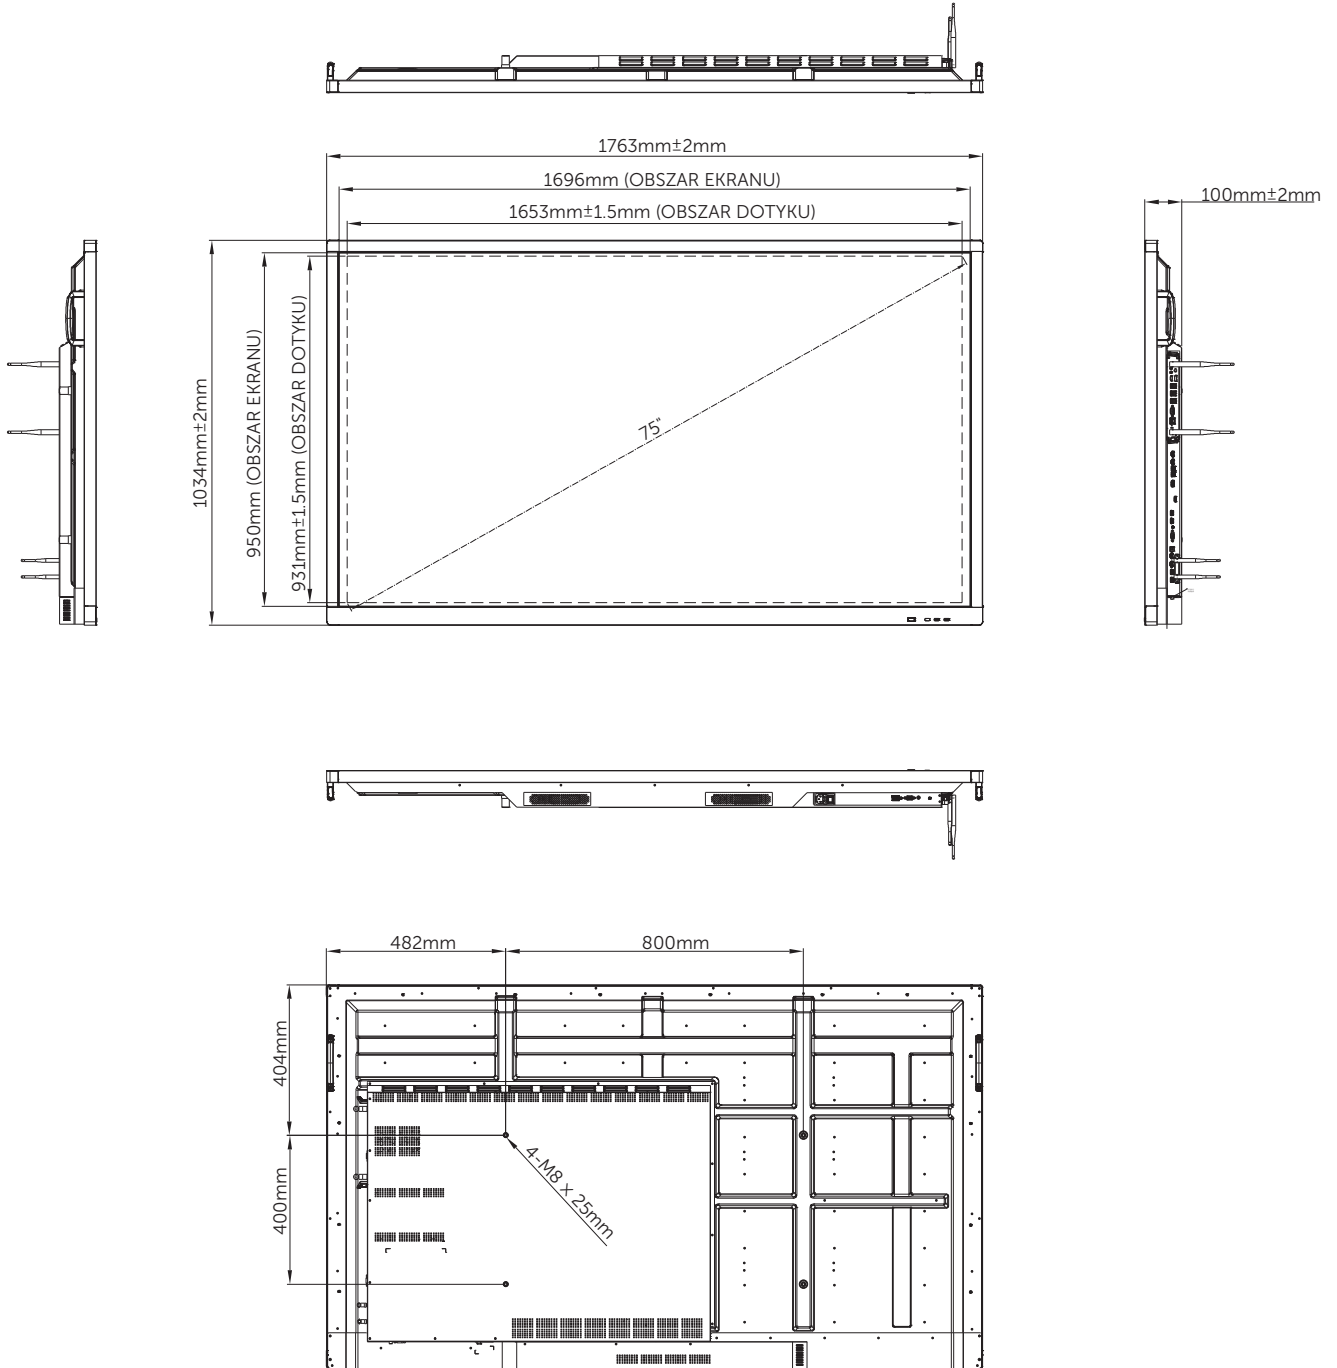 1763mm±2mm
1696mm (OBSZAR EKRANU)
1653mm±1.5mm (OBSZAR DOTYKU)
100mm±2mm
1034mm±2mm
950mm (OBSZAR EKRANU)
931mm±1.5mm (OBSZAR DOTYKU)
75"
482mm
800mm
404mm
400mm
4-M8 x 25mm